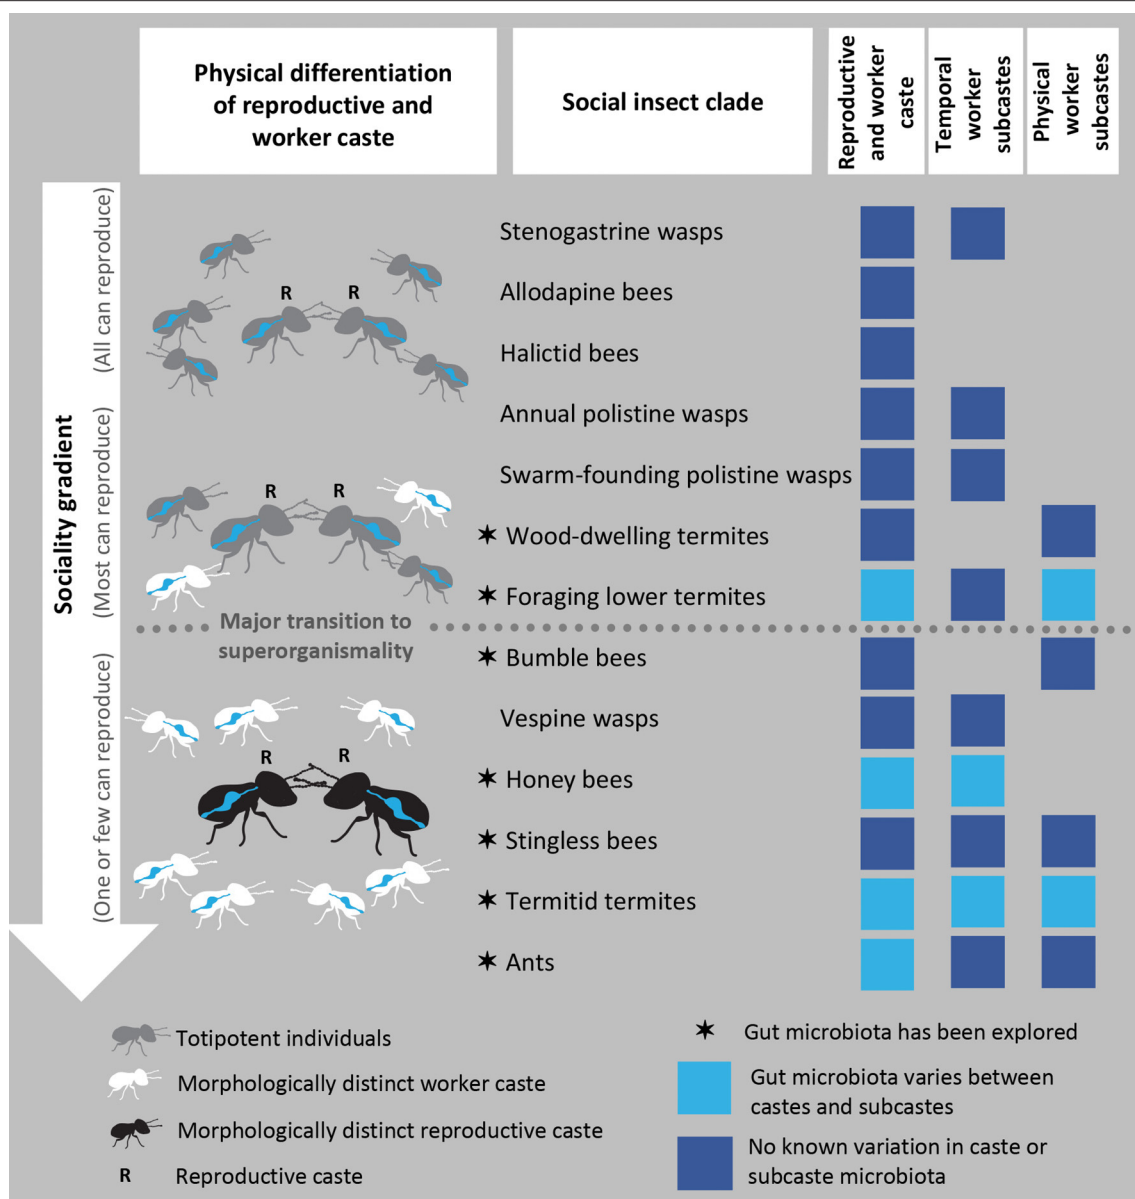 Physical differentiation
of reproductive and
worker caste
Social insect clade
Reproductive
and worker
caste
Temporal
worker
subcastes
Physical
worker
subcastes
Sociality gradient
(All can reproduce)
(Most can reproduce)
(One or few can reproduce)
R R
R R
Major transition to
superorganismality
R R
Stenogastrine wasps
Allodapine bees
Halictid bees
Annual polistine wasps
Swarm-founding polistine wasps
✶ Wood-dwelling termites
✶ Foraging lower termites
✶ Bumble bees
Vespine wasps
✶ Honey bees
✶ Stingless bees
✶ Termitid termites
✶ Ants
Totipotent individuals
Morphologically distinct worker caste
Morphologically distinct reproductive caste
R Reproductive caste
✶ Gut microbiota has been explored
Gut microbiota varies between
castes and subcastes
No known variation in caste or
subcaste microbiota